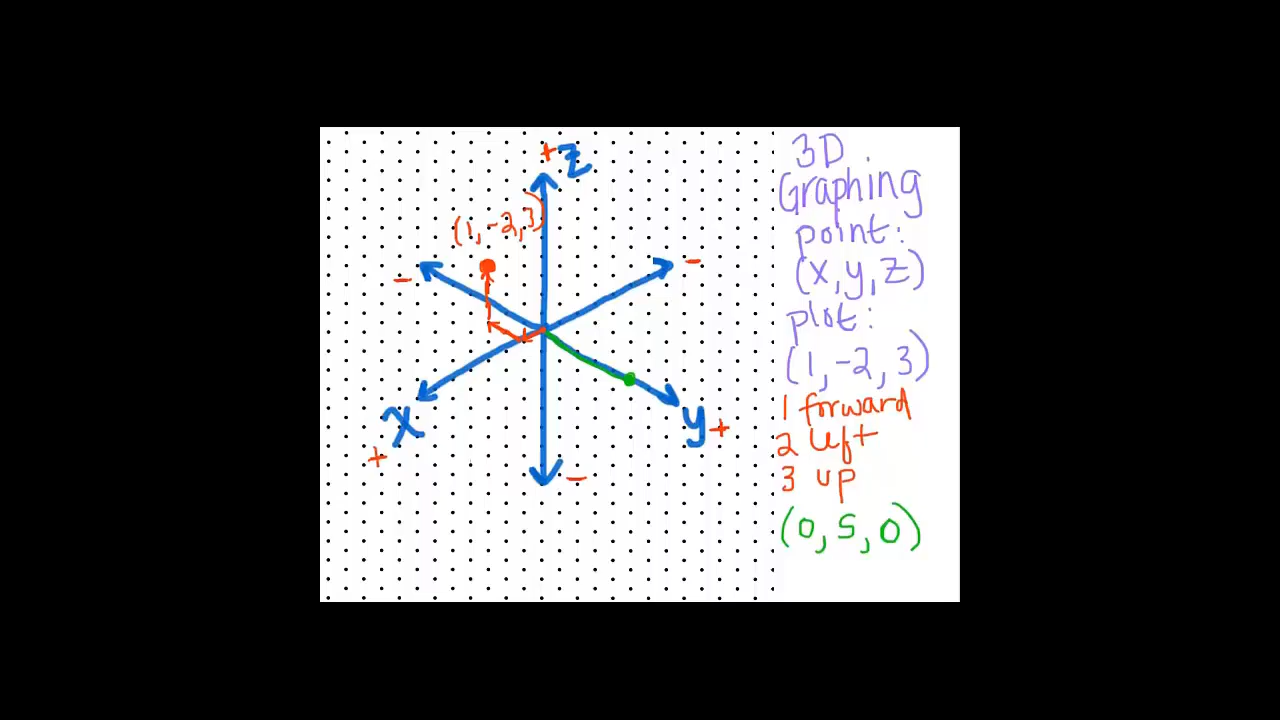 + z
(1, -2, 3)
-
-
x
+
y +
-
3D
Graphing
point:
(x, y, z)
plot:
(1, -2, 3)
1 forward
2 left
3 up
(0, 5, 0)